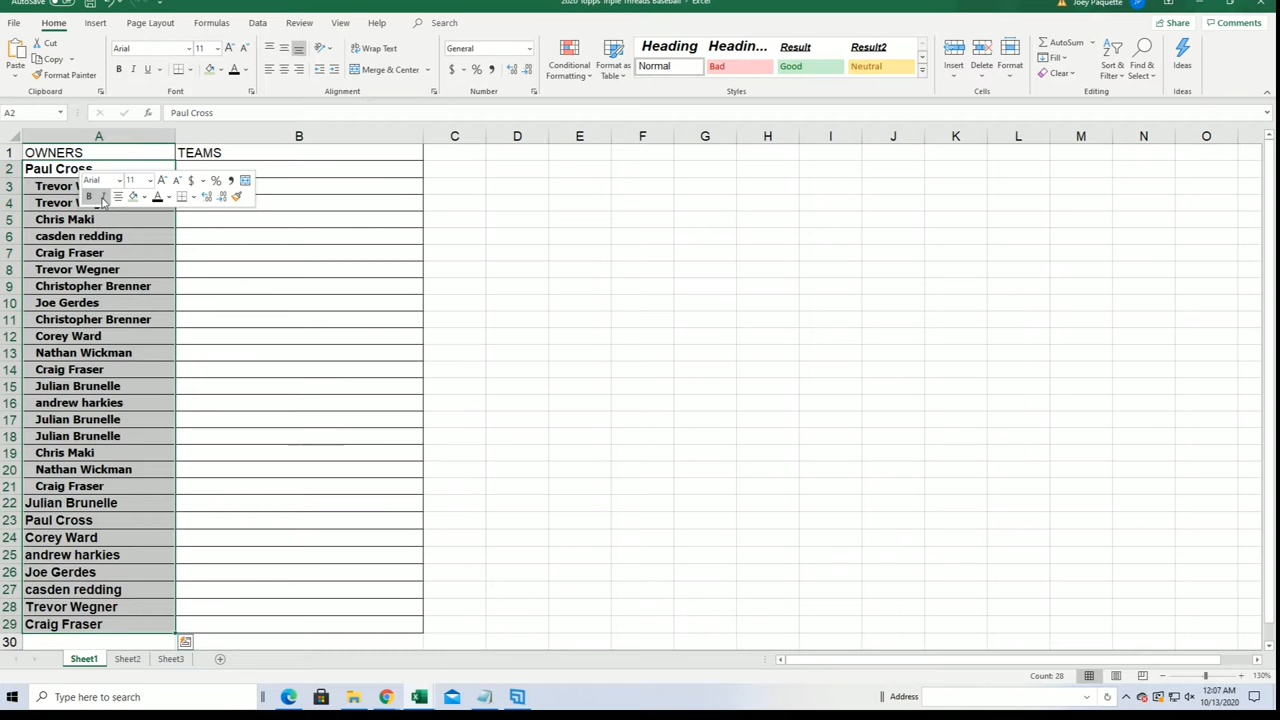 AutoSave Off 2020 Topps Triple Threads Baseball - Excel Joey Paquette
File Home Insert Page Layout Formulas Data Review View Help Search Share Comments
Paste Cut Copy Format Painter Clipboard
Arial 11 B I U Font
Wrap Text Merge & Center Alignment
General $ % , Number
Conditional Formatting Format as Table
Heading Headin... Result Result2
Normal Bad Good Neutral
Styles
Insert Delete Format Cells
AutoSum Fill Clear Sort & Filter Find & Select Editing
Ideas Ideas
A2 fx Paul Cross
A B C D E F G H I J K L M N O
1 OWNERS TEAMS
2 Paul Cross
Arial 11 $ % ,
B I A
3 Trevor W
4 Trevor W
5 Chris Maki
6 casden redding
7 Craig Fraser
8 Trevor Wegner
9 Christopher Brenner
10 Joe Gerdes
11 Christopher Brenner
12 Corey Ward
13 Nathan Wickman
14 Craig Fraser
15 Julian Brunelle
16 andrew harkies
17 Julian Brunelle
18 Julian Brunelle
19 Chris Maki
20 Nathan Wickman
21 Craig Fraser
22 Julian Brunelle
23 Paul Cross
24 Corey Ward
25 andrew harkies
26 Joe Gerdes
27 casden redding
28 Trevor Wegner
29 Craig Fraser
30
Sheet1 Sheet2 Sheet3
Count: 28 130%
Type here to search Address 12:07 AM
10/13/2020